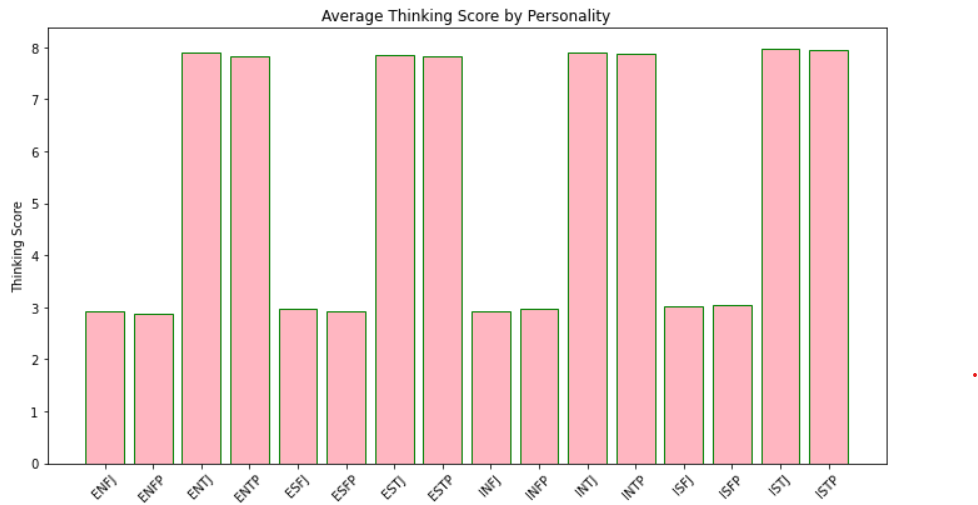 Average Thinking Score by Personality
Thinking Score
8
7
6
5
4
3
2
1
0
ENFJ
ENFP
ENTJ
ENTP
ESFJ
ESFP
ESTJ
ESTP
INFJ
INFP
INTJ
INTP
ISFJ
ISFP
ISTJ
ISTP